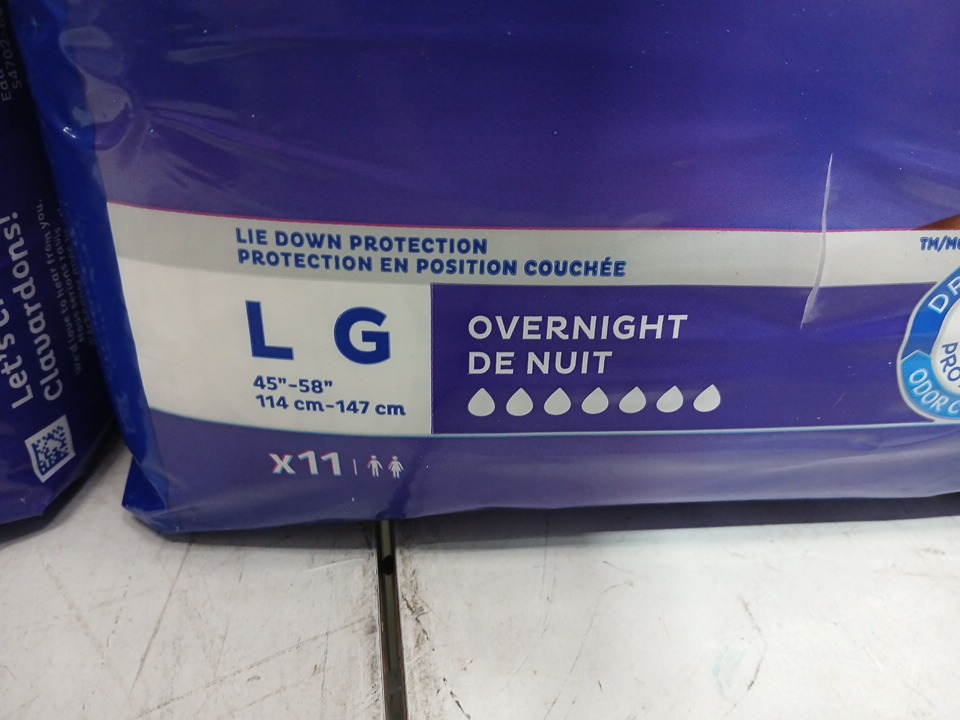 LIE DOWN PROTECTION
PROTECTION EN POSITION COUCHÉE
L G
45”-58”
114 cm-147 cm
OVERNIGHT
DE NUIT
x11
TM/
ODOR
Let's
Clavardons!